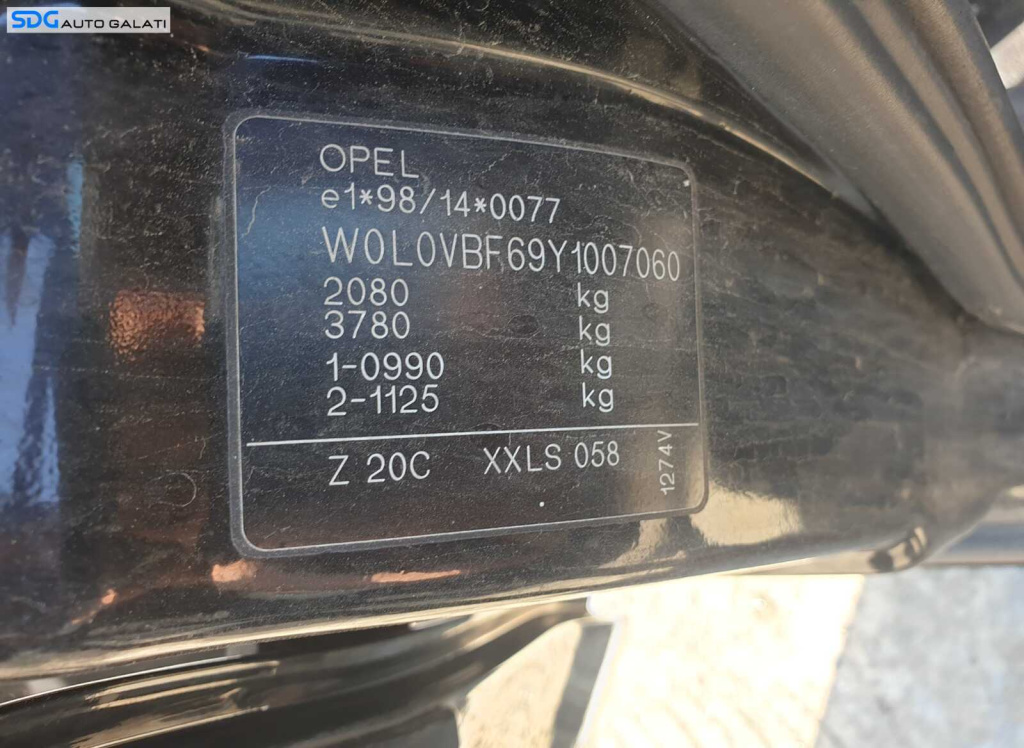 SDG AUTO GALATI
OPEL
e1*98/14*0077
W0L0VBF69Y1007060
2080 kg
3780 kg
1-0990 kg
2-1125 kg
Z 20C XXLS 058
1274V